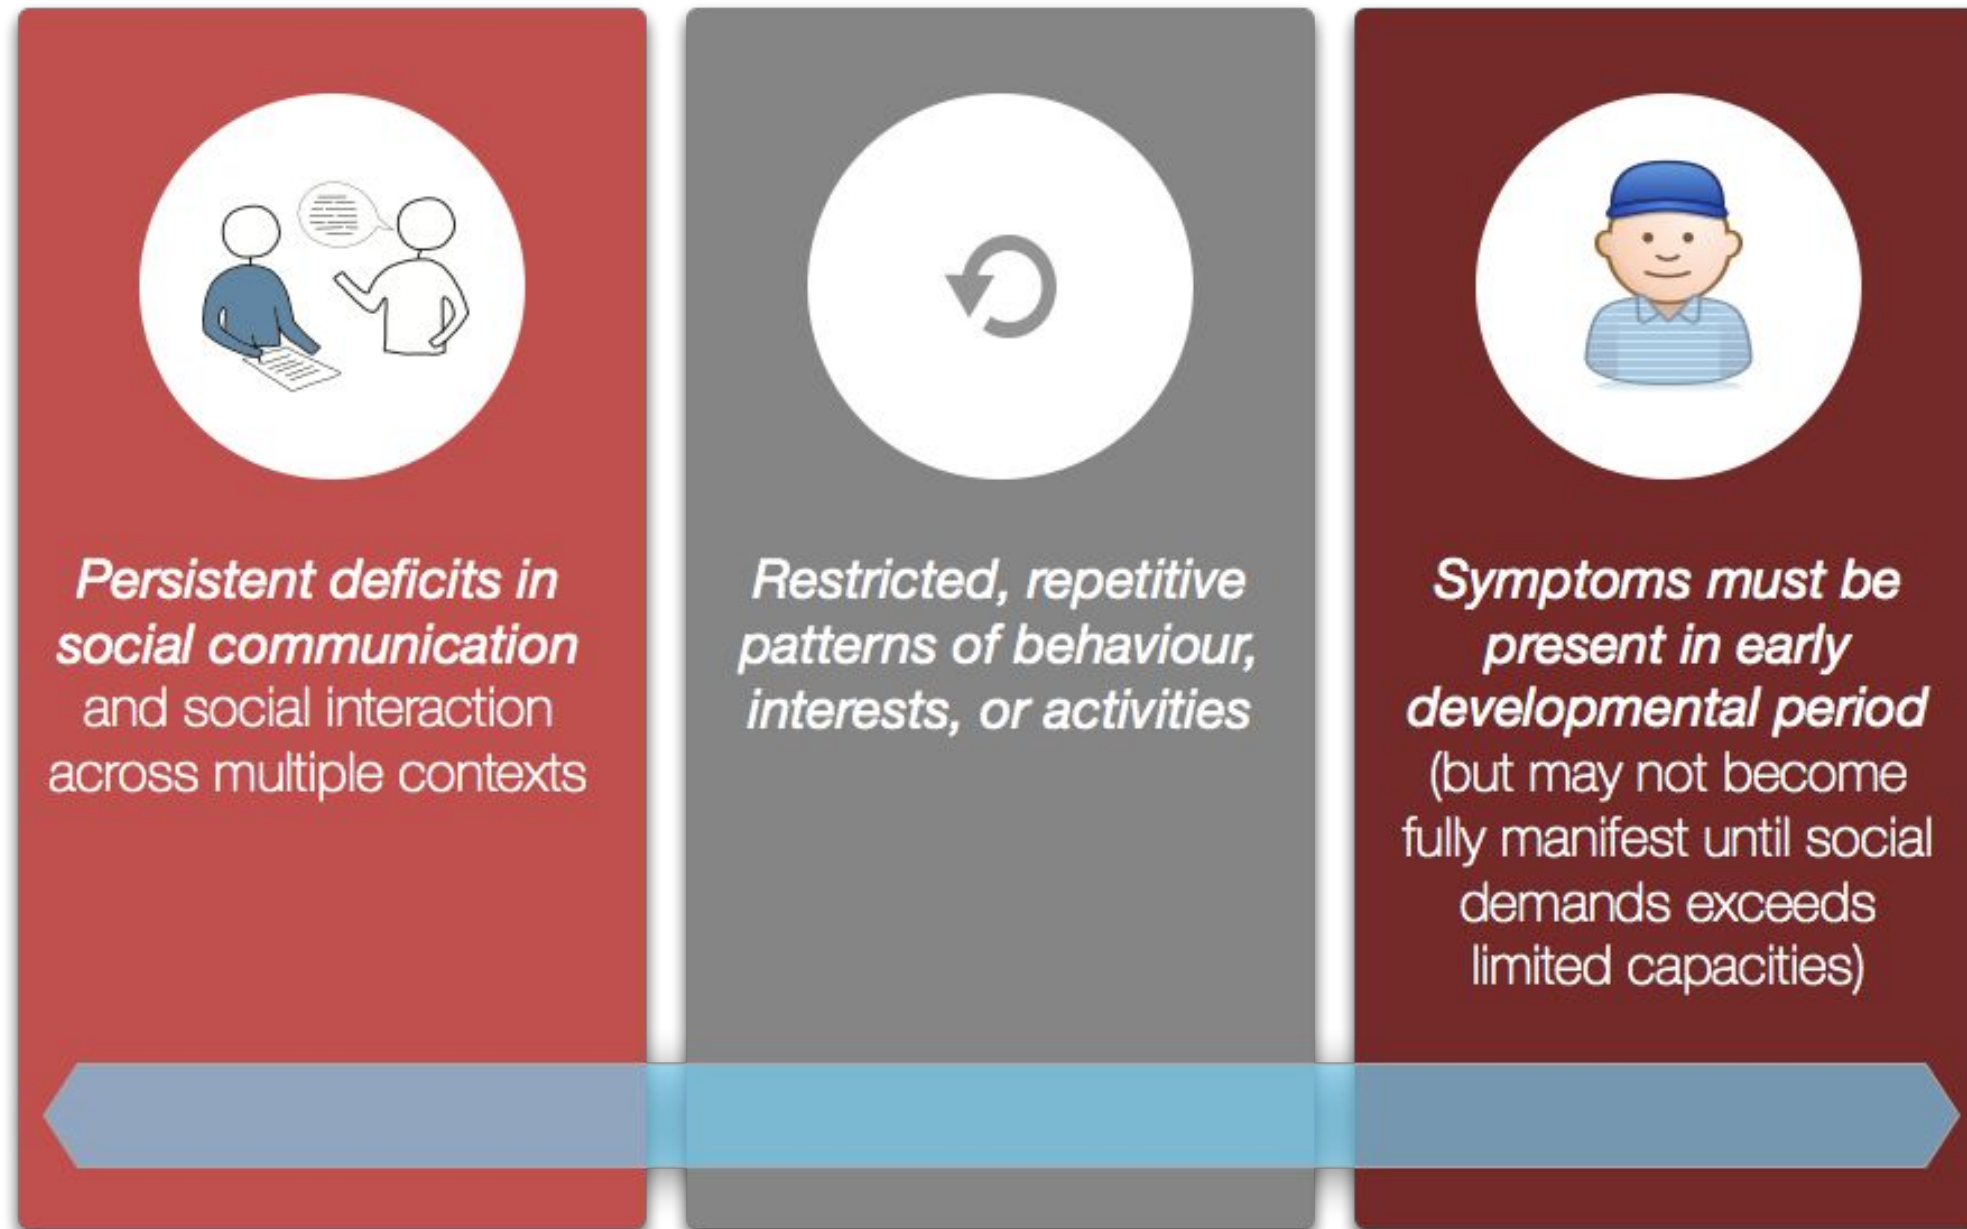 Persistent deficits in
social communication
and social interaction
across multiple contexts
Restricted, repetitive
patterns of behaviour,
interests, or activities
Symptoms must be
present in early
developmental period
(but may not become
fully manifest until social
demands exceeds
limited capacities)